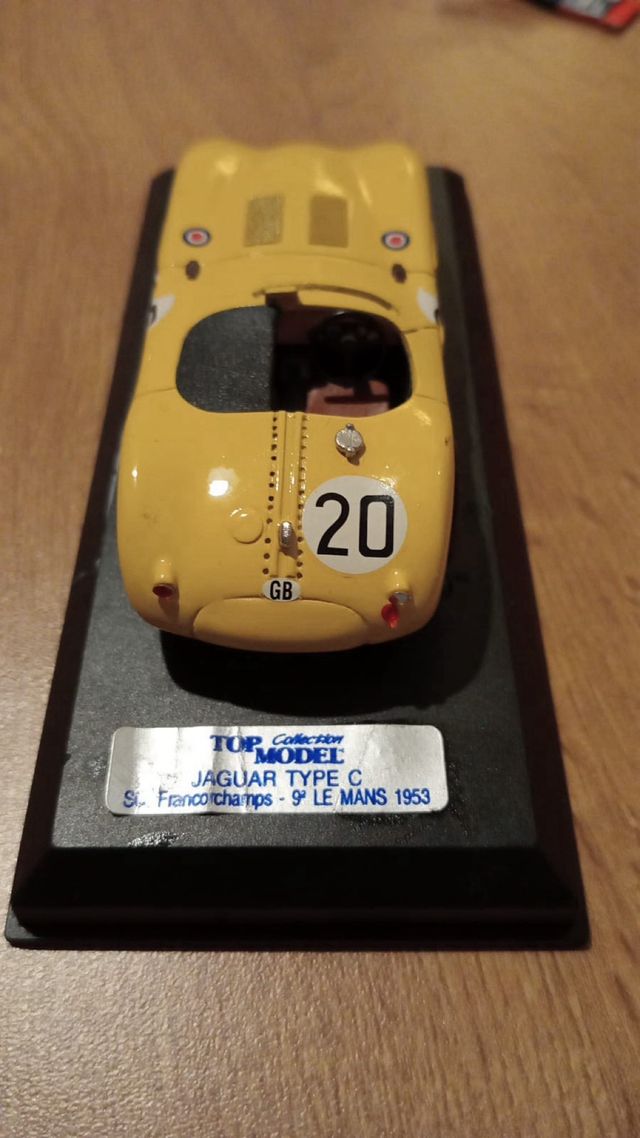 20
GB
TOP Collection
MODEL
JAGUAR TYPE C
Francorchamps - 9ª LE MANS 1953